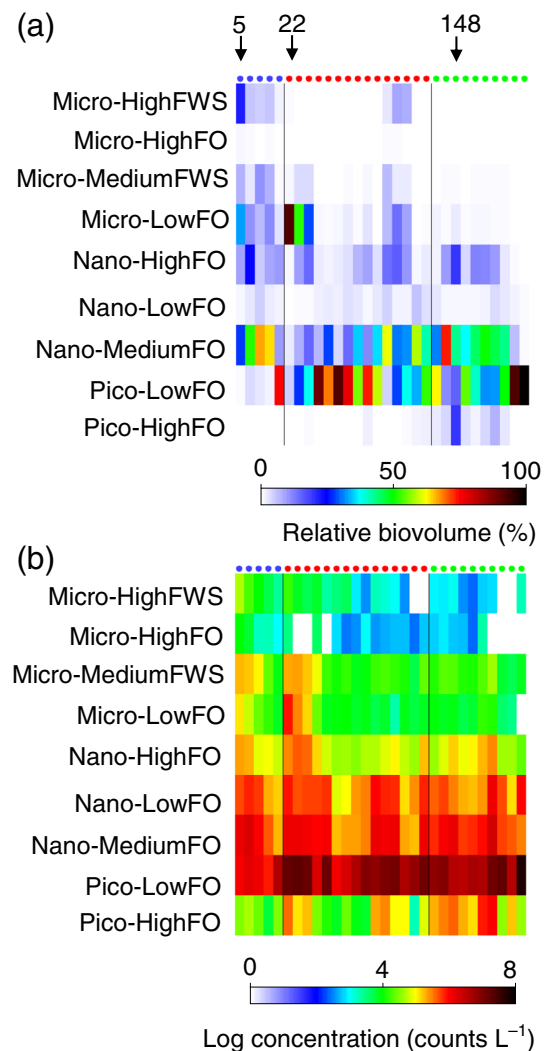 (a)
5 22 148
Micro-HighFWS
Micro-HighFO
Micro-MediumFWS
Micro-LowFO
Nano-HighFO
Nano-LowFO
Nano-MediumFO
Pico-LowFO
Pico-HighFO
0 50 100
Relative biovolume (%)
(b)
Micro-HighFWS
Micro-HighFO
Micro-MediumFWS
Micro-LowFO
Nano-HighFO
Nano-LowFO
Nano-MediumFO
Pico-LowFO
Pico-HighFO
0 4 8
Log concentration (counts L⁻¹)